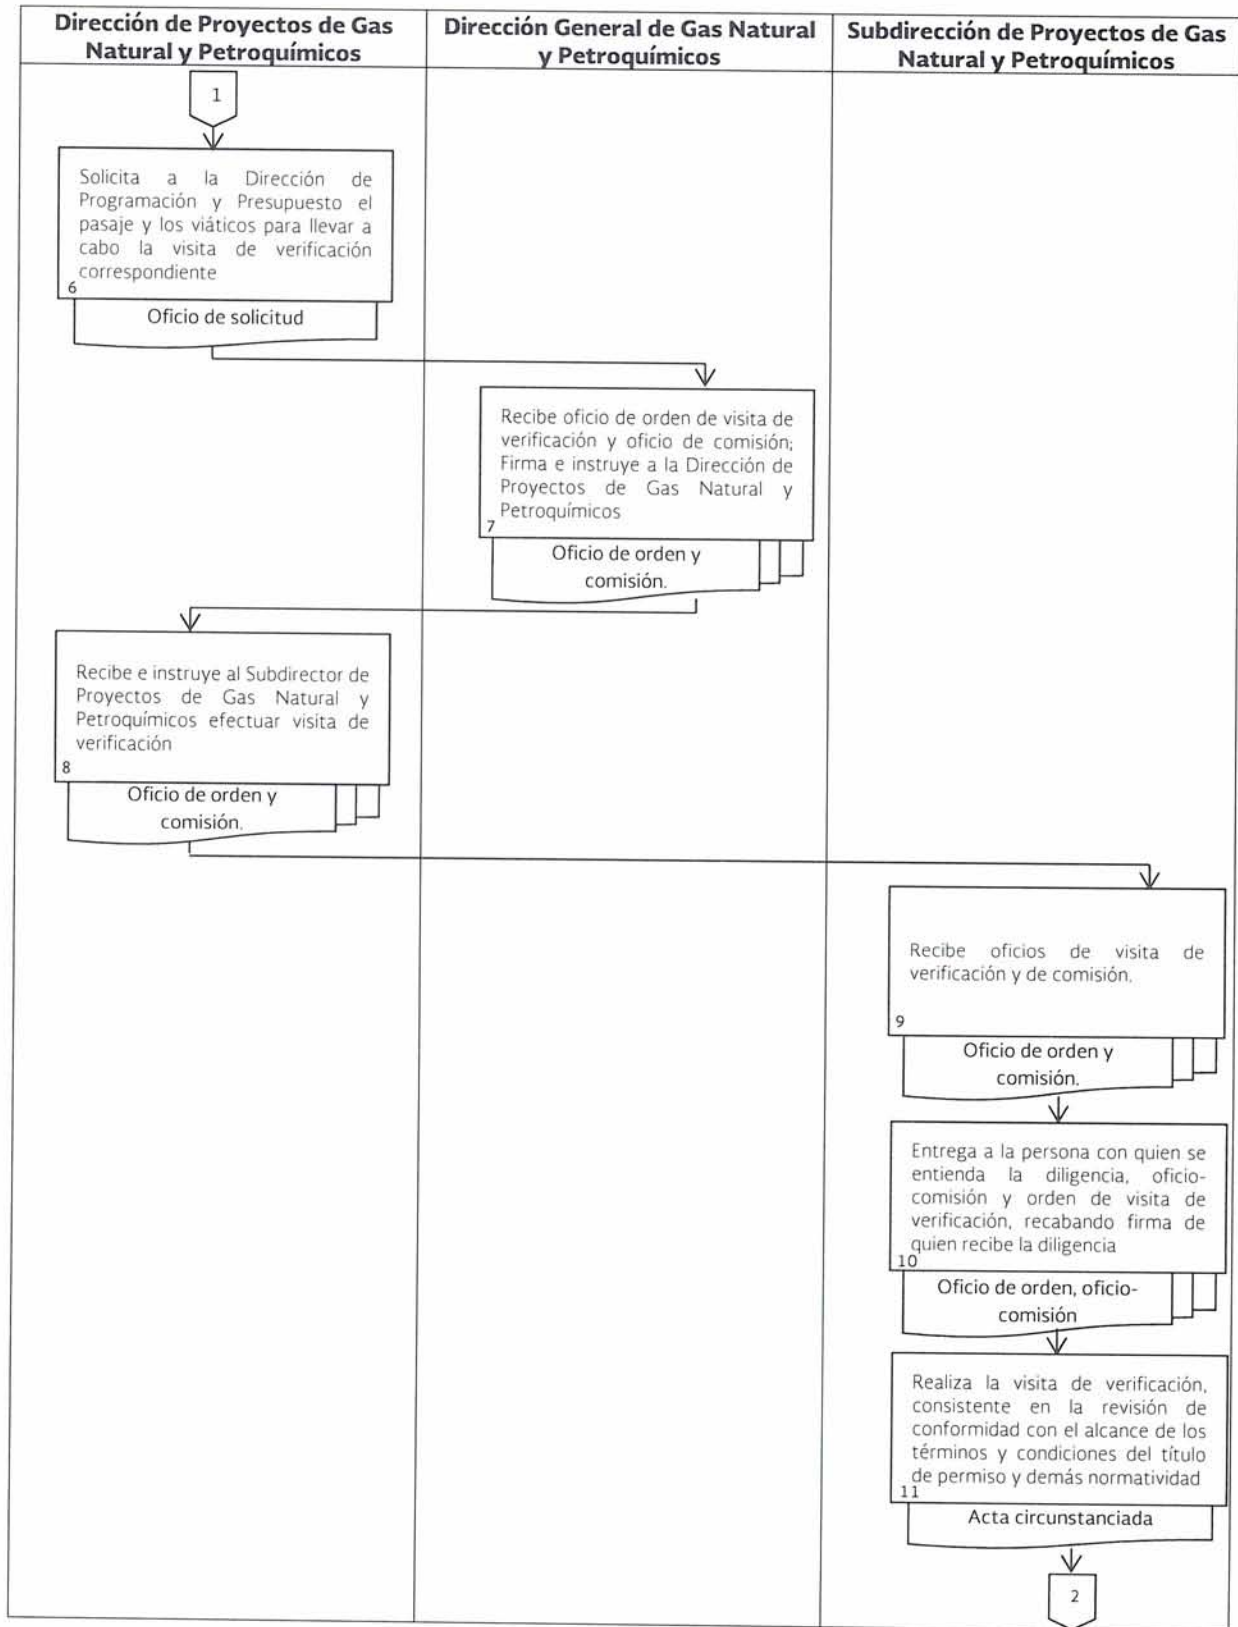 Dirección de Proyectos de Gas
Natural y Petroquímicos
Dirección General de Gas Natural
y Petroquímicos
Subdirección de Proyectos de Gas
Natural y Petroquímicos
1
Solicita a la Dirección de
Programación y Presupuesto el
pasaje y los viáticos para llevar a
cabo la visita de verificación
correspondiente
6
Oficio de solicitud
Recibe oficio de orden de visita de
verificación y oficio de comisión;
Firma e instruye a la Dirección de
Proyectos de Gas Natural y
Petroquímicos
7
Oficio de orden y
comisión.
Recibe e instruye al Subdirector de
Proyectos de Gas Natural y
Petroquímicos efectuar visita de
verificación
8
Oficio de orden y
comisión.
Recibe oficios de visita de
verificación y de comisión.
9
Oficio de orden y
comisión.
Entrega a la persona con quien se
entienda la diligencia, oficio-
comisión y orden de visita de
verificación, recabando firma de
quien recibe la diligencia
10
Oficio de orden, oficio-
comisión
Realiza la visita de verificación,
consistente en la revisión de
conformidad con el alcance de los
términos y condiciones del título
de permiso y demás normatividad
11
Acta circunstanciada
2